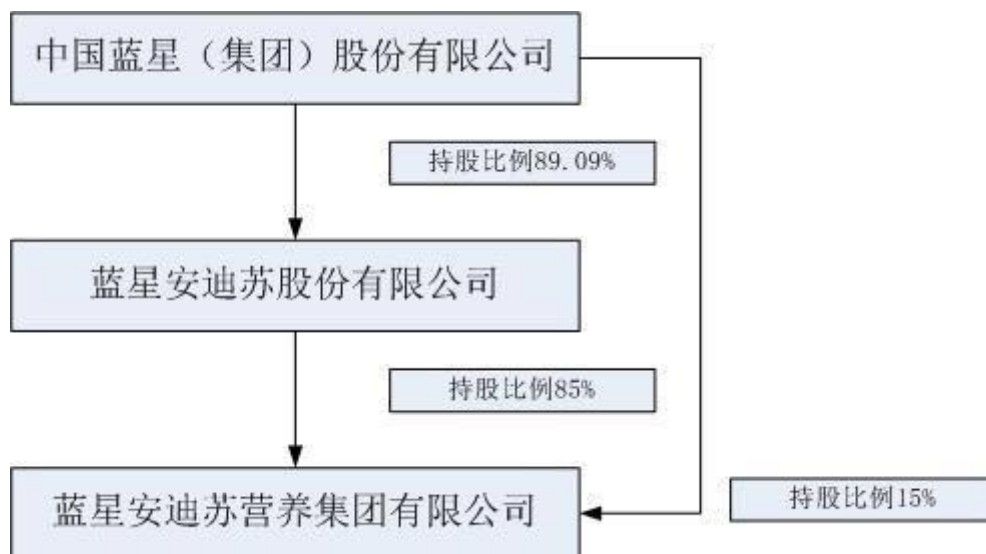 中国蓝星（集团）股份有限公司
持股比例89.09%
蓝星安迪苏股份有限公司
持股比例85%
蓝星安迪苏营养集团有限公司
持股比例15%